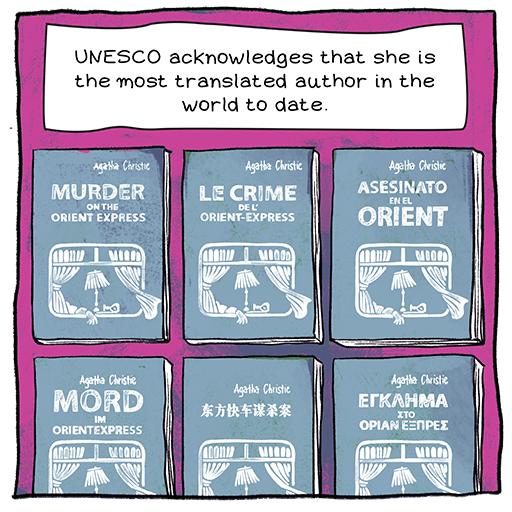 UNESCO acknowledges that she is
the most translated author in the
world to date.
Agatha Christie
MURDER
ON THE
ORIENT EXPRESS
Agatha Christie
LE CRIME
DE L'
ORIENT-EXPRESS
Agatha Christie
ASESINATO
EN EL
ORIENT
Agatha Christie
MORD
IM
ORIENTEXPRESS
Agatha Christie
东方快车谋杀案
Agatha Christie
ΕΓΚΛΗΜΑ
ΣΤΟ
ΟΡΙΑΝ ΕΞΠΡΕΣ